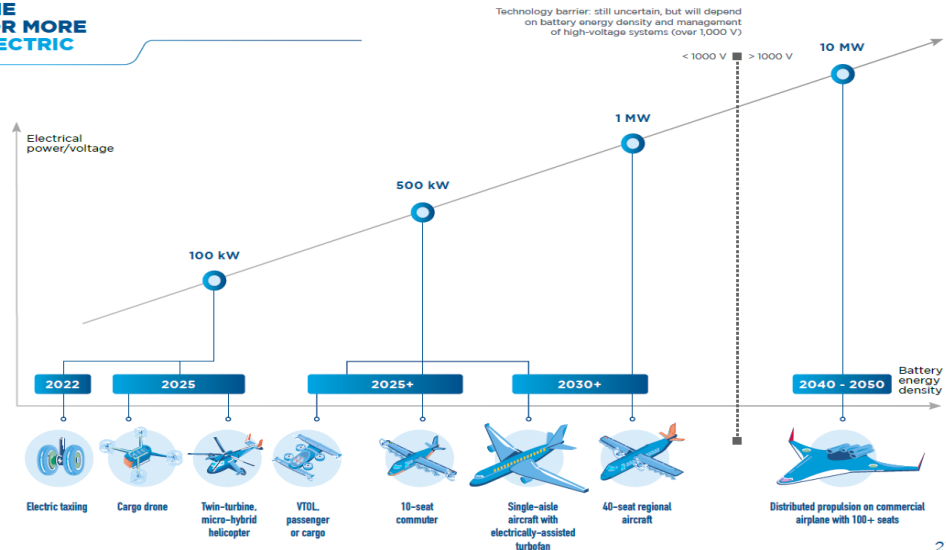 OR MORE
ECTRIC
Technology barrier: still uncertain, but will depend
on battery energy density and management
of high-voltage systems (over 1,000 V)
< 1000 V > 1000 V
10 MW
Electrical
power/voltage
1 MW
500 kW
100 kW
2022
2025
2025+
2030+
2040 - 2050
Battery
energy
density
Electric taxiing
Cargo drone
Twin-turbine,
micro-hybrid
helicopter
VTOL,
passenger
or cargo
10-seat
commuter
Single-aisle
aircraft with
electrically-assisted
turbofan
40-seat regional
aircraft
Distributed propulsion on commercial
airplane with 100+ seats